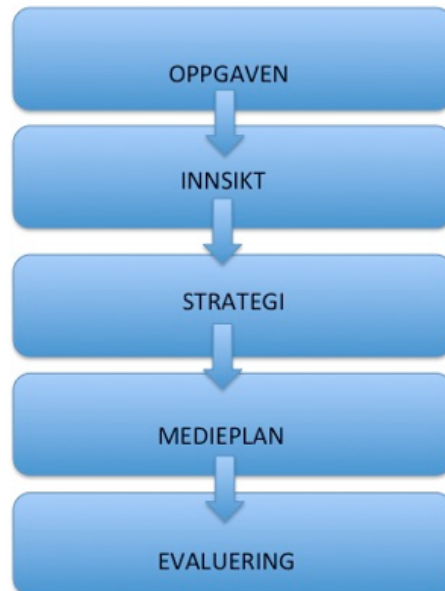 OPPGAVEN
INNSIKT
STRATEGI
MEDIEPLAN
EVALUERING